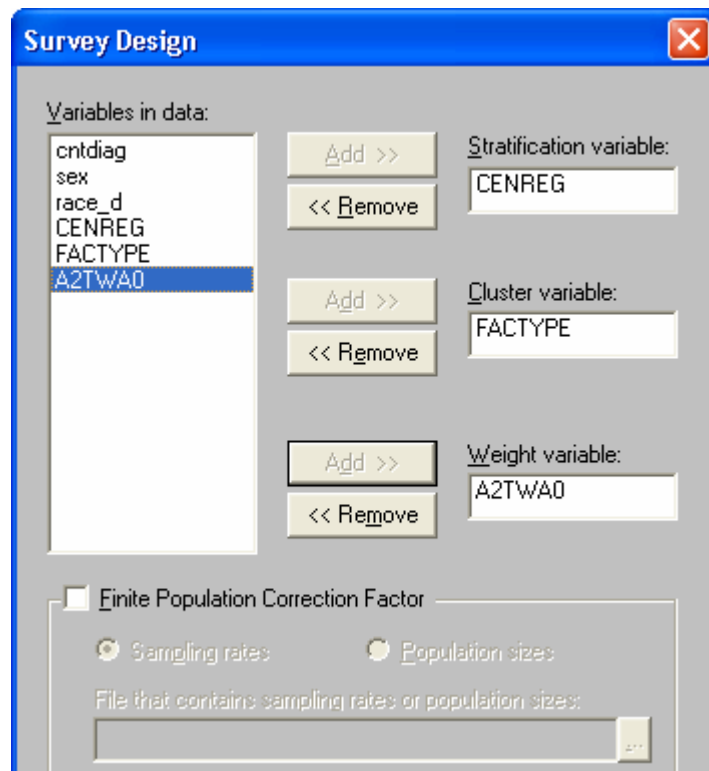 Survey Design
Variables in data:
cntdiag
sex
race_d
CENREG
FACTYPE
A2TWA0
Add >>
<< Remove
Stratification variable:
CENREG
Add >>
<< Remove
Cluster variable:
FACTYPE
Add >>
<< Remove
Weight variable:
A2TWA0
Finite Population Correction Factor
Sampling rates
Population sizes
File that contains sampling rates or population sizes:
...